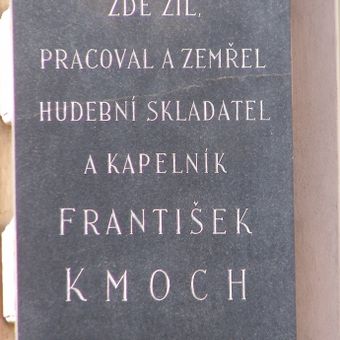 ZDE ŽIL,
PRACOVAL A ZEMŘEL
HUDEBNÍ SKLADATEL
A KAPELNÍK
FRANTIŠEK
KMOCH